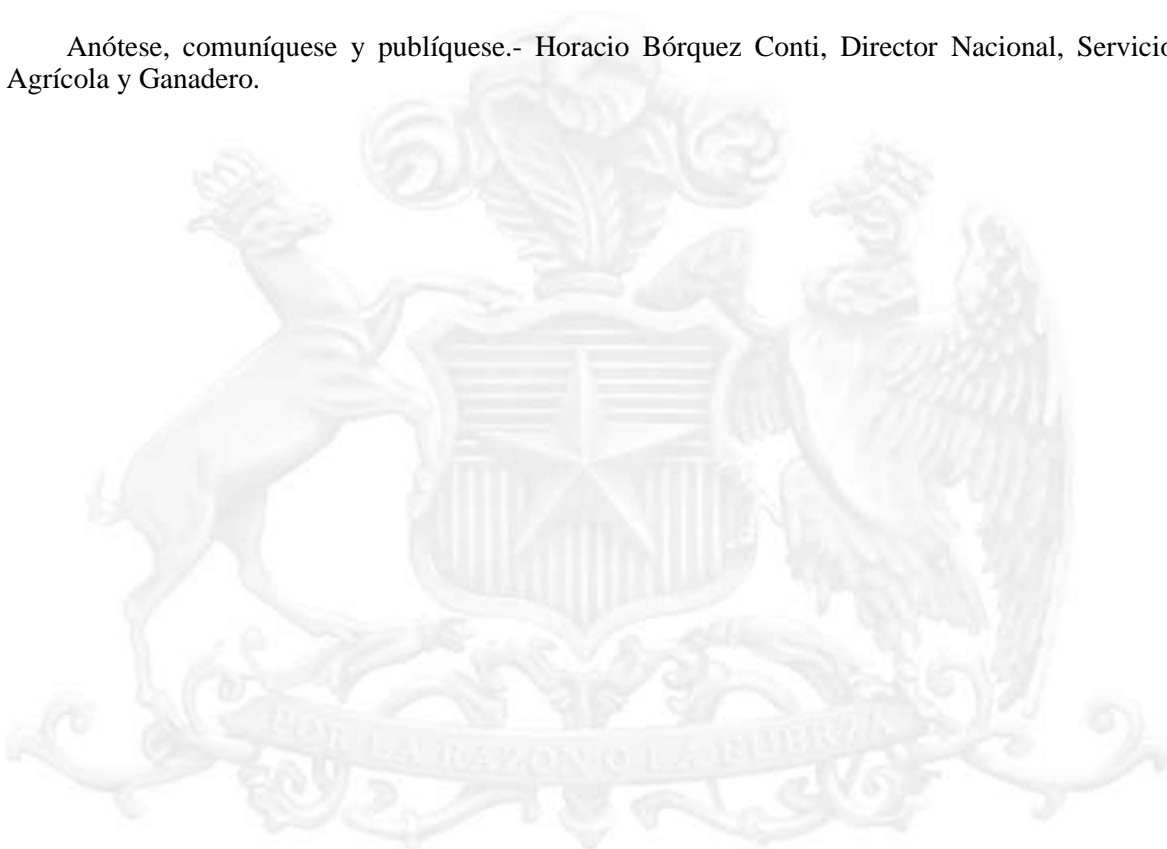 Anótese, comuníquese y publíquese.- Horacio Bórquez Conti, Director Nacional, Servicio
Agrícola y Ganadero.
POR LA RAZON O LA FUERZA